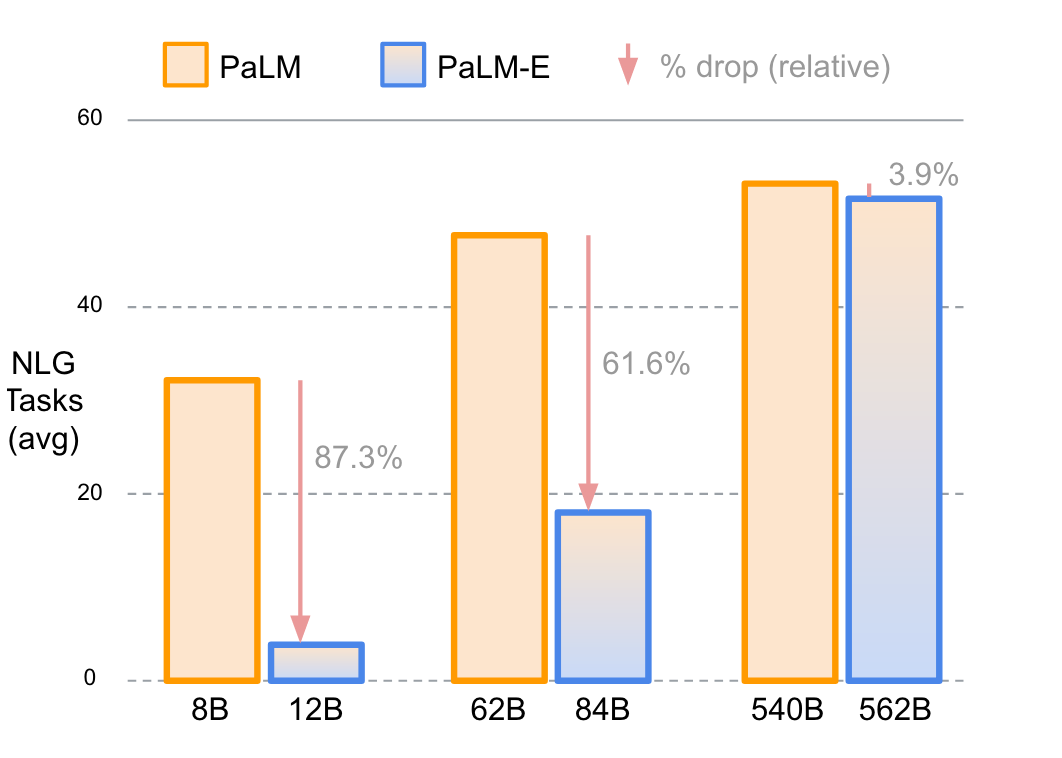 PaLM
PaLM-E
% drop (relative)
60
3.9%
40
NLG
Tasks
(avg)
61.6%
87.3%
20
0
8B 12B 62B 84B 540B 562B